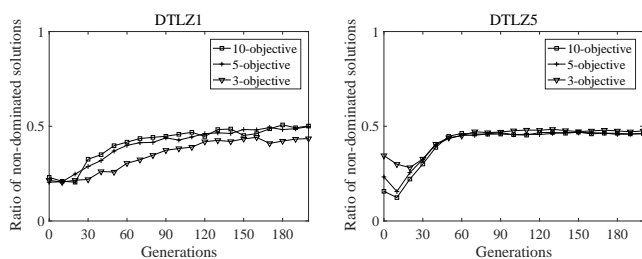 DTLZ1
Ratio of non-dominated solutions
1
0.5
0
10-objective
5-objective
3-objective
0 30 60 90 120 150 180
Generations
DTLZ5
Ratio of non-dominated solutions
1
0.5
0
10-objective
5-objective
3-objective
0 30 60 90 120 150 180
Generations